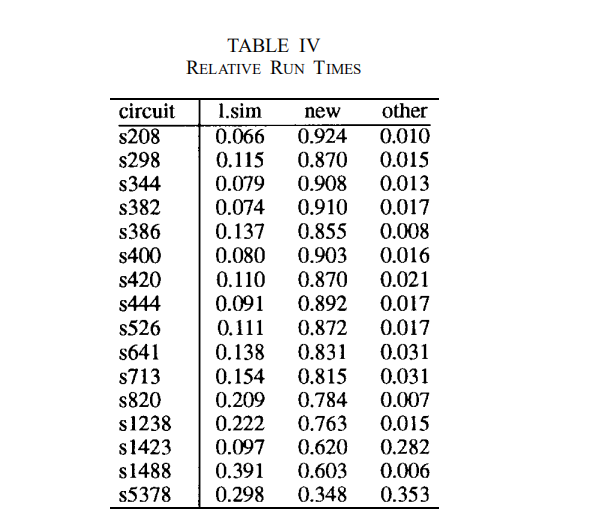 TABLE IV
RELATIVE RUN TIMES
circuit l.sim new other
s208 0.066 0.924 0.010
s298 0.115 0.870 0.015
s344 0.079 0.908 0.013
s382 0.074 0.910 0.017
s386 0.137 0.855 0.008
s400 0.080 0.903 0.016
s420 0.110 0.870 0.021
s444 0.091 0.892 0.017
s526 0.111 0.872 0.017
s641 0.138 0.831 0.031
s713 0.154 0.815 0.031
s820 0.209 0.784 0.007
s1238 0.222 0.763 0.015
s1423 0.097 0.620 0.282
s1488 0.391 0.603 0.006
s5378 0.298 0.348 0.353